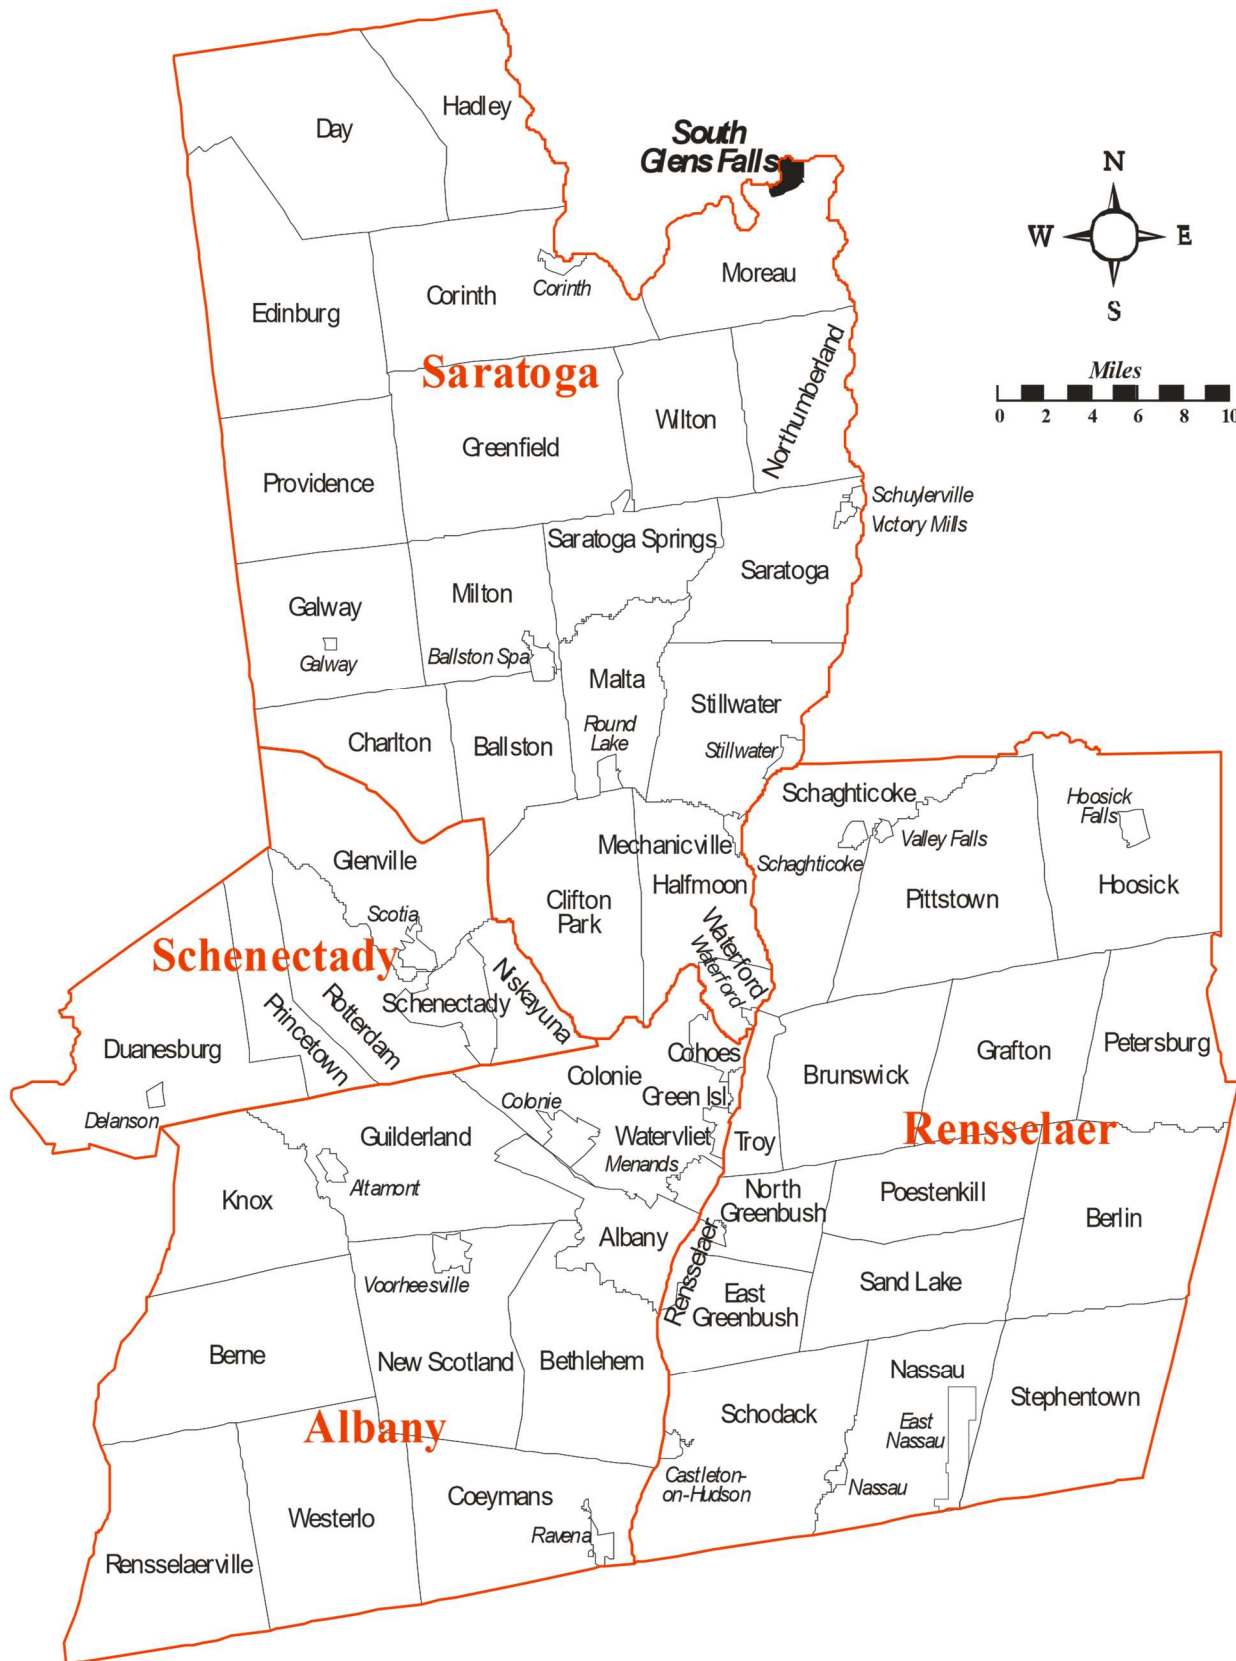 Hadley
Day
South
Glens Falls
N
W
E
S
Moreau
Corinth
Corinth
Edinburg
Northumberland
Saratoga
Miles
0 2 4 6 8 10
Wilton
Greenfield
Providence
Schuylerville
Victory Mills
Saratoga Springs
Saratoga
Milton
Galway
Galway
Ballston Spa
Malta
Stillwater
Round
Lake
Stillwater
Charlton
Ballston
Schaghticoke
Hoosick
Falls
Mechanicville
Valley Falls
Schaghticoke
Glenville
Halfmoon
Hoosick
Pittstown
Clifton
Park
Scotia
Waterford
Waterford
Schenectady
Niskayuna
Schenectady
Rotterdam
Princetown
Duanesburg
Cohoes
Grafton
Petersburg
Brunswick
Colonie
Green Isl.
Colonie
Delanson
Guilderland
Watervliet
Troy
Rensselaer
Menands
Altamont
Knox
North
Greenbush
Poestenkill
Berlin
Albany
Rensselaer
Voorheesville
Sand Lake
East
Greenbush
Berne
New Scotland
Bethlehem
Nassau
Stephentown
Schodack
Albany
East
Nassau
Castleton-
on-Hudson
Nassau
Coeymans
Westerlo
Ravena
Rensselaerville